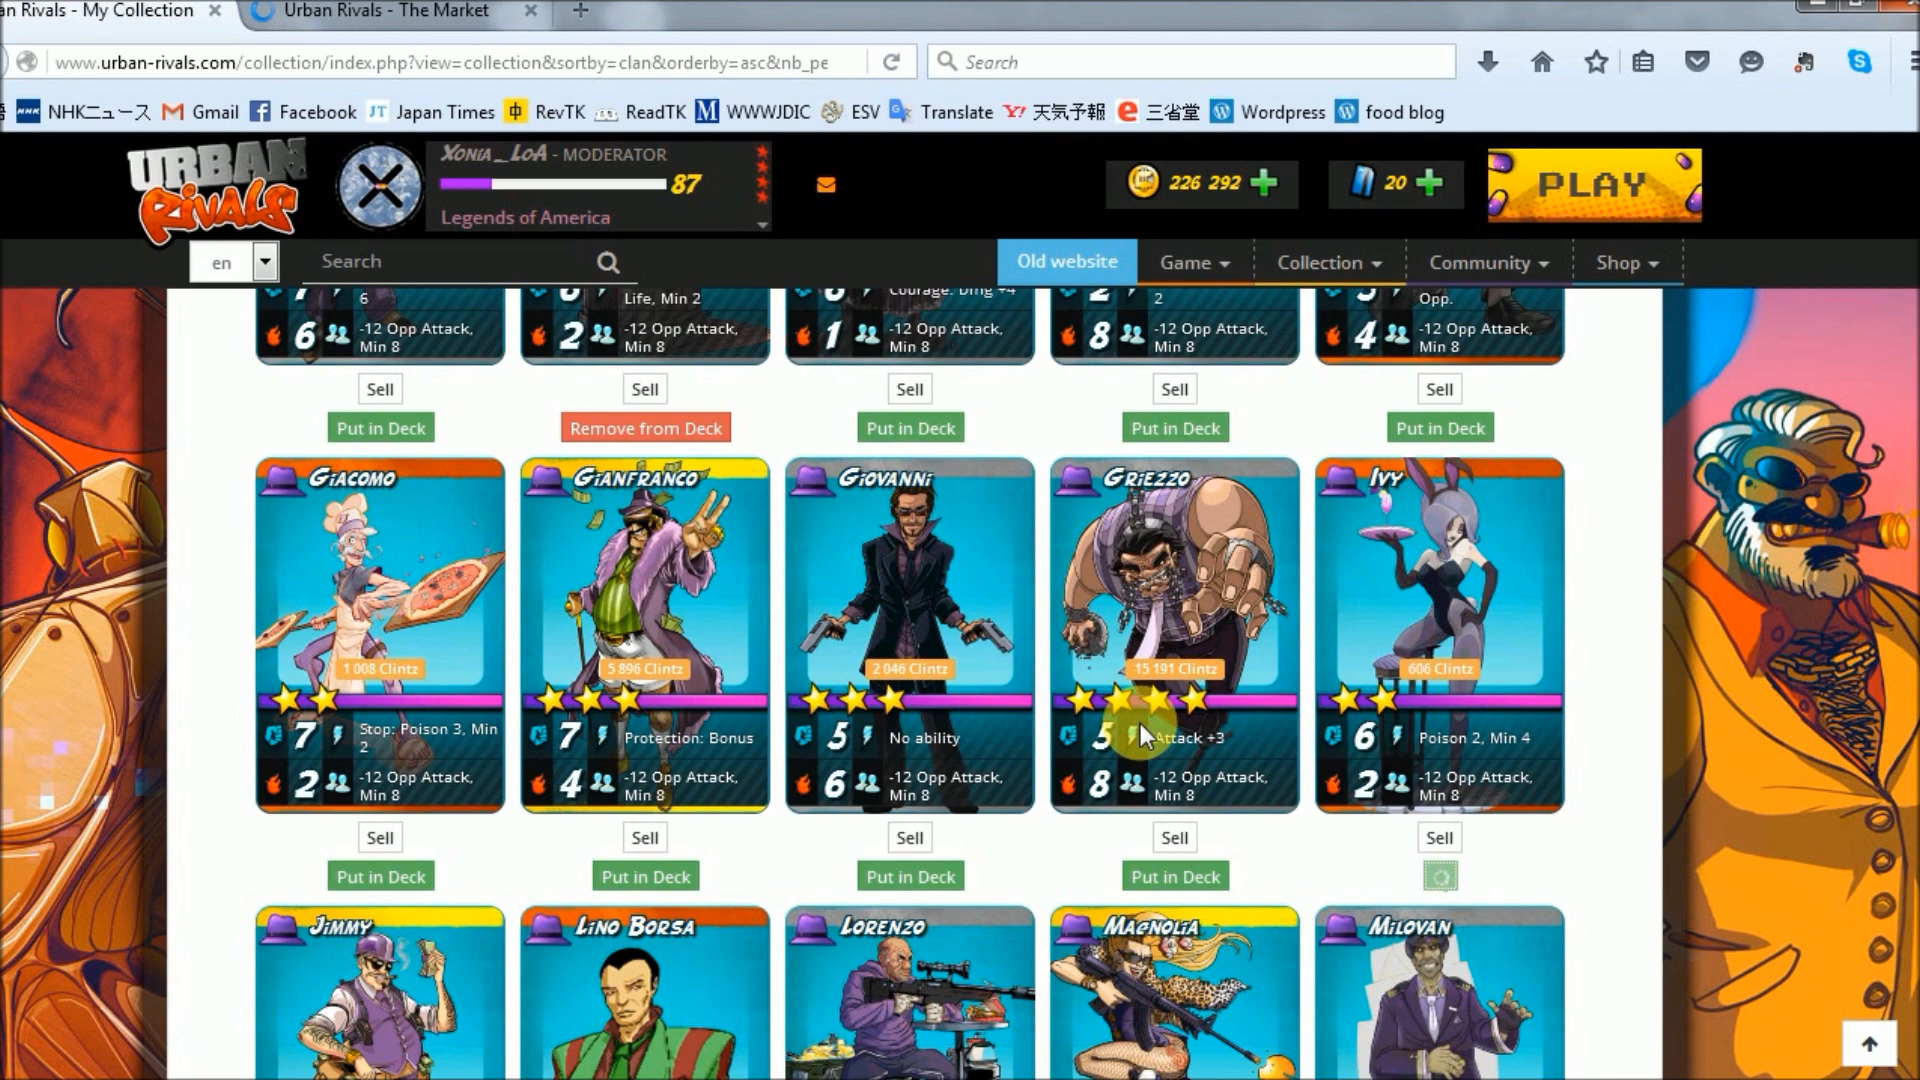 an Rivals - My Collection
Urban Rivals - The Market
www.urban-rivals.com/collection/index.php?view=collection&sortby=clan&orderby=asc&nb_pe
Search
NHK NHKニュース Gmail Facebook JT Japan Times 中 RevTK ReadTK M WWWJDIC ESV Translate Y! 天気予報 e 三省堂 Wordpress food blog
URBAN RIVALS
XONIA_LOA - MODERATOR
87
Legends of America
226 292
20
PLAY
en
Search
Old website Game Collection Community Shop
6 Life, Min 2 2 Opp.
6 -12 Opp Attack, Min 8
2 -12 Opp Attack, Min 8
1 -12 Opp Attack, Min 8
8 -12 Opp Attack, Min 8
4 -12 Opp Attack, Min 8
Sell Sell Sell Sell Sell
Put in Deck Remove from Deck Put in Deck Put in Deck Put in Deck
GIACOMO GIANFRANCO GIOVANNI GRIEZZO IVY
1 008 Clintz 5 896 Clintz 2 046 Clintz 15 191 Clintz 606 Clintz
7 Stop: Poison 3, Min 2
7 Protection: Bonus
5 No ability
5 Attack +3
6 Poison 2, Min 4
2 -12 Opp Attack, Min 8
4 -12 Opp Attack, Min 8
6 -12 Opp Attack, Min 8
8 -12 Opp Attack, Min 8
2 -12 Opp Attack, Min 8
Sell Sell Sell Sell Sell
Put in Deck Put in Deck Put in Deck Put in Deck
JIMMY LINO BORSA LORENZO MAGNOLIA MILOVAN